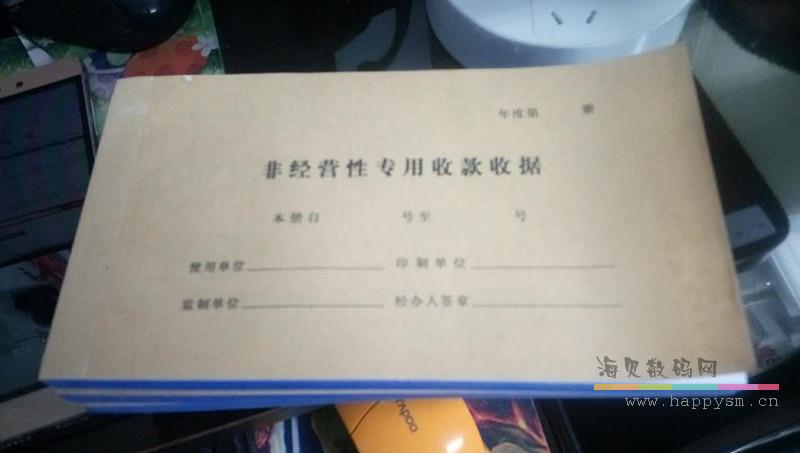 年度第 册
非经营性专用收款收据
本册自 号至 号
使用单位 印制单位
监制单位 经办人签章
海贝数码网
www.happysm.cn
rapoo